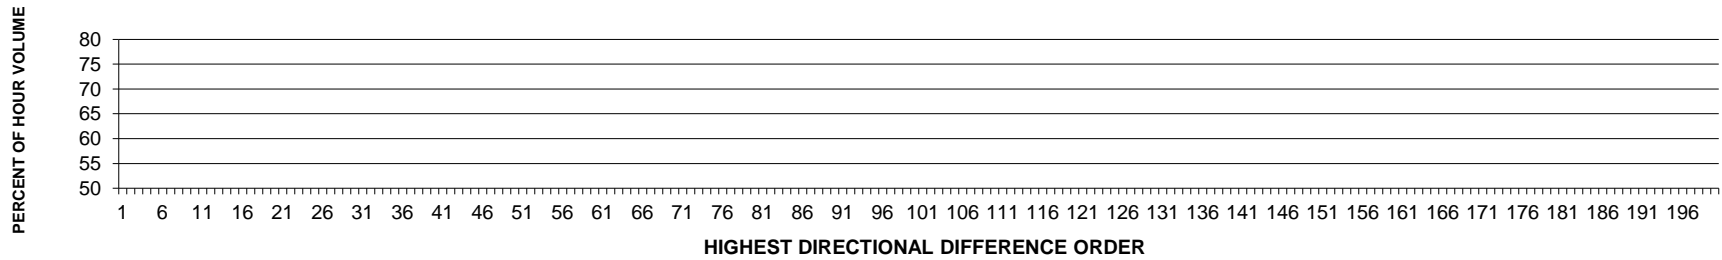 PERCENT OF HOUR VOLUME
80
75
70
65
60
55
50
1 6 11 16 21 26 31 36 41 46 51 56 61 66 71 76 81 86 91 96 101 106 111 116 121 126 131 136 141 146 151 156 161 166 171 176 181 186 191 196
HIGHEST DIRECTIONAL DIFFERENCE ORDER